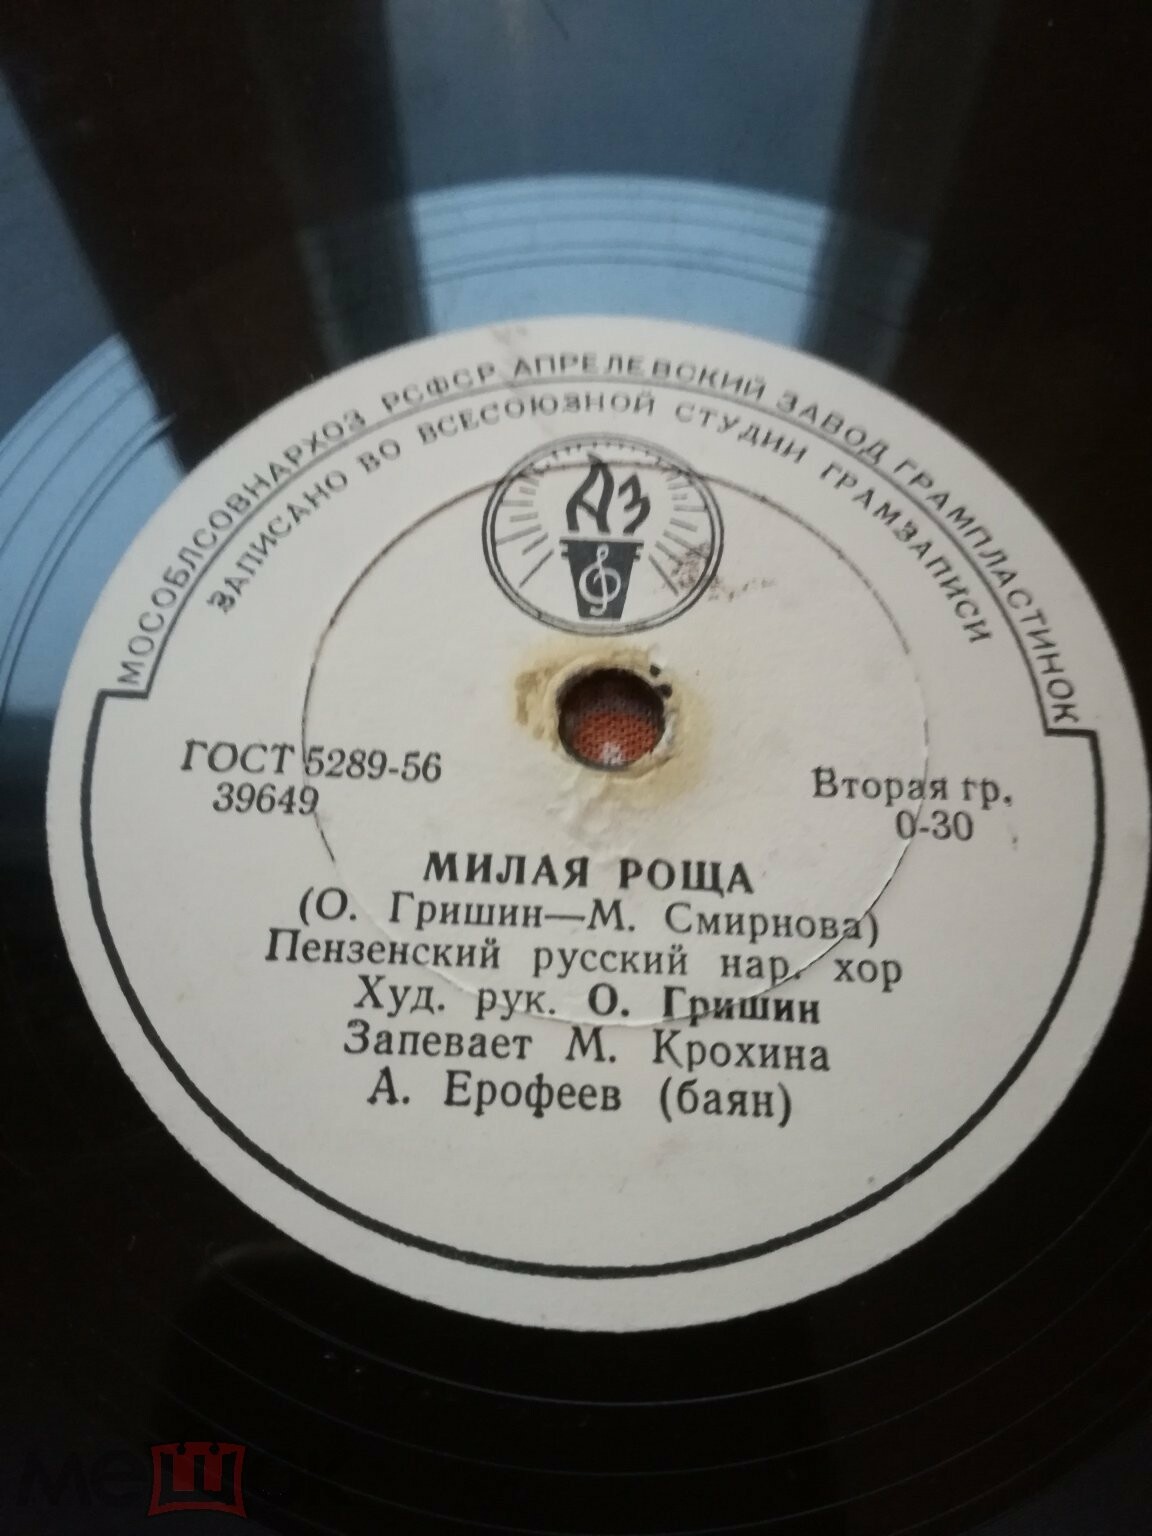 МОСОБЛСОВНАРХОЗ РСФСР АПРЕЛЕВСКИЙ ЗАВОД ГРАМПЛАСТИНОК
ЗАПИСАНО ВО ВСЕСОЮЗНОЙ СТУДИИ ГРАМЗАПИСИ
АЗ
ГОСТ 5289-56
39649
Вторая гр.
0-30
МИЛАЯ РОЩА
(О. Гришин—М. Смирнова)
Пензенский русский нар. хор
Худ. рук. О. Гришин
Запевает М. Крохина
А. Ерофеев (баян)
мешок